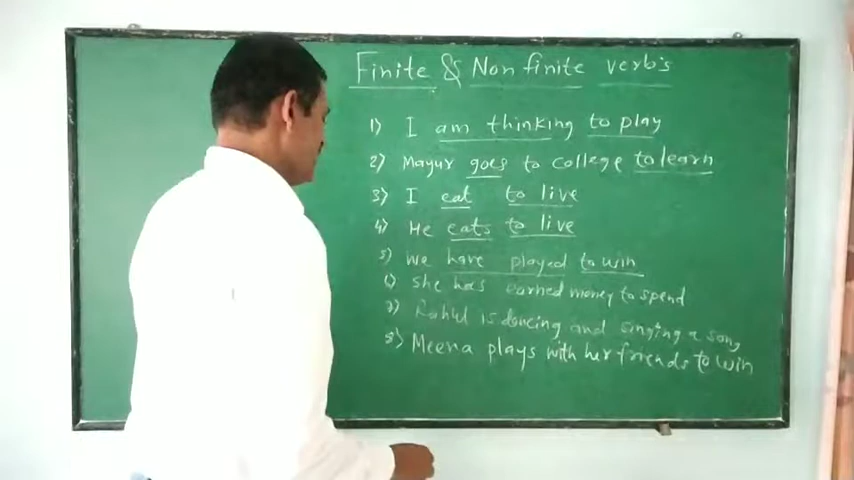 Finite & Non finite verbs
1) I am thinking to play
2) Mayur goes to college to learn
3) I eat to live
4) He eats to live
5) we have played to win
6) she has earned money to spend
7) Rahul is dancing and singing a song
8) Meena plays with her friends to win